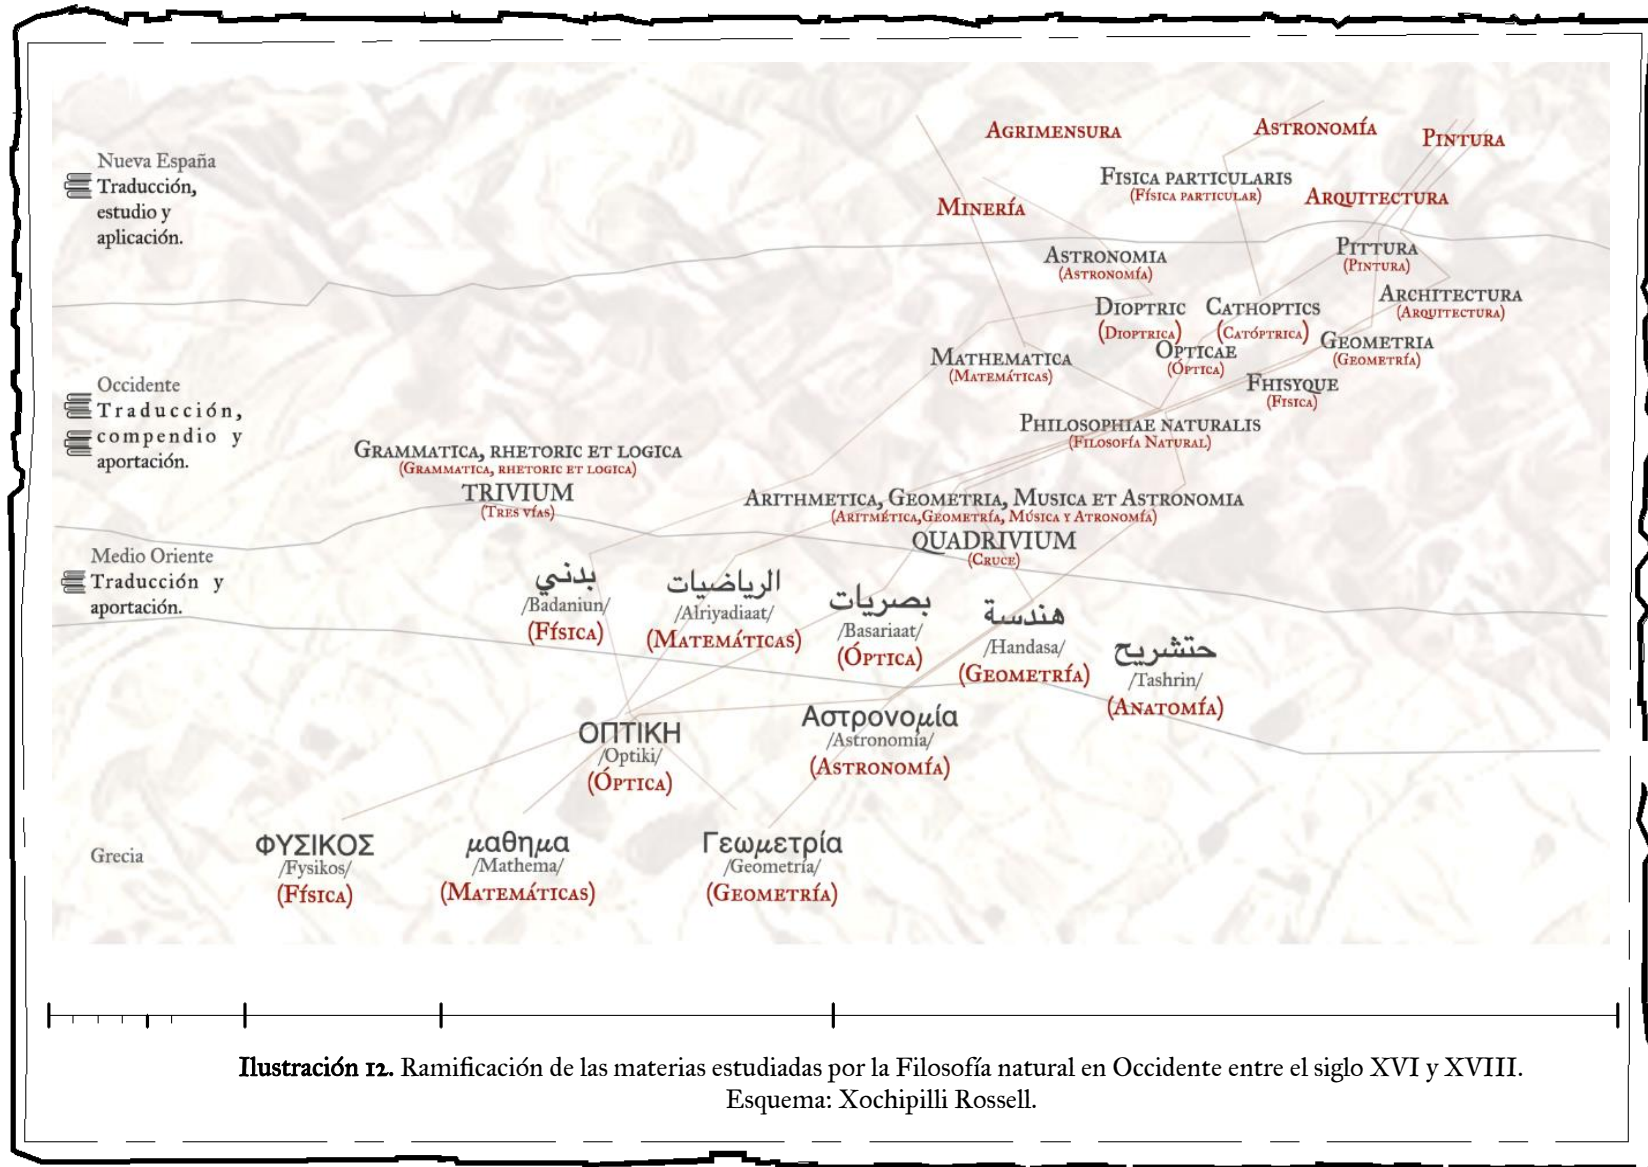 Nueva España
Traducción,
estudio y
aplicación.
Agrimensura
Astronomía
Pintura
Fisica particularis
(Física particular)
Minería
Arquitectura
Occidente
Traducción,
compendio y
aportación.
Astronomia
(Astronomía)
Pittura
(Pintura)
Dioptric
(Dioptrica)
Cathoptics
(Catóptrica)
Architectura
(Arquitectura)
Mathematica
(Matemáticas)
Opticae
(Óptica)
Geometria
(Geometría)
Fhisyque
(Fisica)
Philosophiae naturalis
(Filosofía Natural)
Grammatica, rhetoric et logica
(Grammatica, rhetoric et logica)
TRIVIUM
(Tres vías)
Arithmetica, Geometria, Musica et Astronomia
(Aritmética,Geometría, Música y Atronomía)
QUADRIVIUM
(Cruce)
Medio Oriente
Traducción y
aportación.
بدني
/Badaniun/
(Física)
الرياضيات
/Alriyadiaat/
(Matemáticas)
بصريات
/Basariaat/
(Óptica)
هندسة
/Handasa/
(Geometría)
حتشريح
/Tashrin/
(Anatomía)
ΟΠΤΙΚΗ
/Optiki/
(Óptica)
Αστρονομία
/Astronomía/
(Astronomía)
Grecia
ΦΥΣΙΚΟΣ
/Fysikos/
(Física)
μαθημα
/Mathema/
(Matemáticas)
Γεωμετρία
/Geometría/
(Geometría)
Ilustración 12. Ramificación de las materias estudiadas por la Filosofía natural en Occidente entre el siglo XVI y XVIII.
Esquema: Xochipilli Rossell.